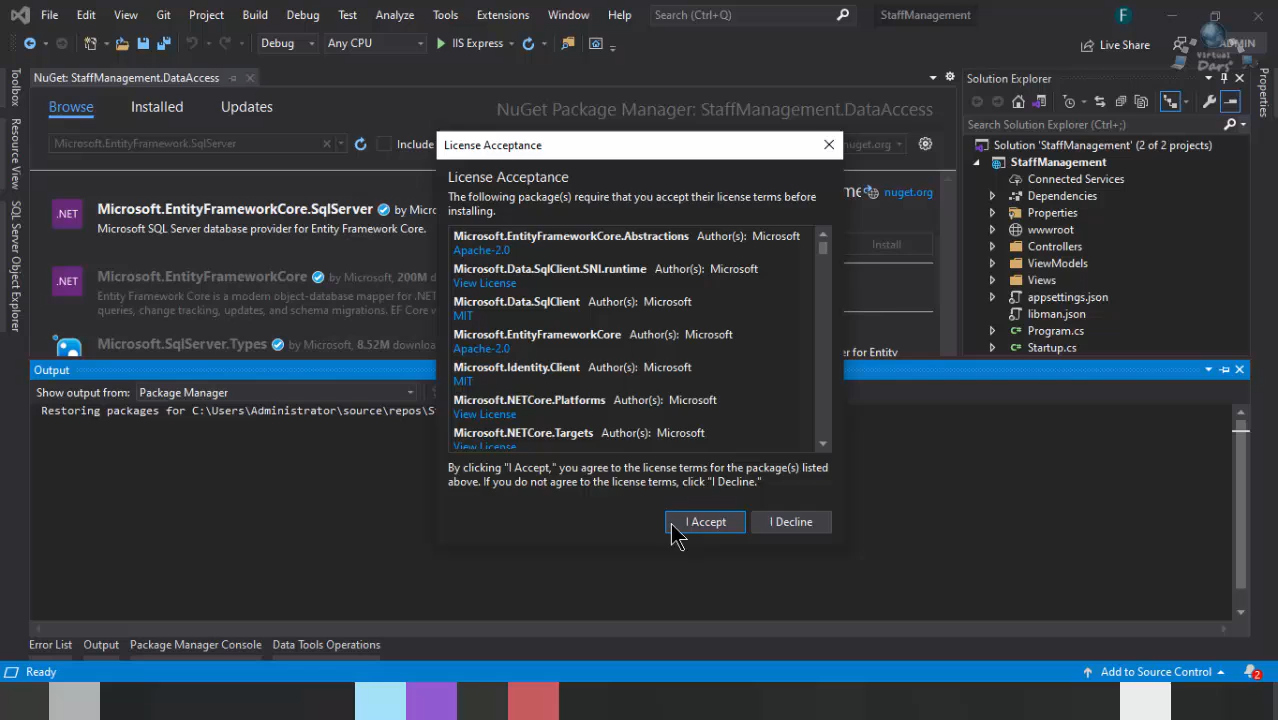 File Edit View Git Project Build Debug Test Analyze Tools Extensions Window Help Search (Ctrl+Q) StaffManagement F
Debug Any CPU IIS Express Live Share ADMIN
Virtual
Dars
NuGet: StaffManagement.DataAccess
Browse Installed Updates NuGet Package Manager: StaffManagement.DataAccess
Microsoft.EntityFramework.SqlServer Include nuget.org
.NET Microsoft.EntityFrameworkCore.SqlServer by Micro
Microsoft SQL Server database provider for Entity Framework Core.
.NET Microsoft.EntityFrameworkCore by Microsoft, 200M d
Entity Framework Core is a modern object-database mapper for .NET
queries, change tracking, updates, and schema migrations. EF Core w
Microsoft.SqlServer.Types by Microsoft, 8.52M downloa
nuget.org
Install
er for Entity
Toolbox
Resource View
SQL Server Object Explorer
License Acceptance
License Acceptance
The following package(s) require that you accept their license terms before
installing.
Microsoft.EntityFrameworkCore.Abstractions Author(s): Microsoft
Apache-2.0
Microsoft.Data.SqlClient.SNI.runtime Author(s): Microsoft
View License
Microsoft.Data.SqlClient Author(s): Microsoft
MIT
Microsoft.EntityFrameworkCore Author(s): Microsoft
Apache-2.0
Microsoft.Identity.Client Author(s): Microsoft
MIT
Microsoft.NETCore.Platforms Author(s): Microsoft
View License
Microsoft.NETCore.Targets Author(s): Microsoft
View License
By clicking "I Accept," you agree to the license terms for the package(s) listed
above. If you do not agree to the license terms, click "I Decline."
I Accept I Decline
Solution Explorer
Search Solution Explorer (Ctrl+;)
Solution 'StaffManagement' (2 of 2 projects)
StaffManagement
Connected Services
Dependencies
Properties
wwwroot
Controllers
ViewModels
Views
appsettings.json
libman.json
Program.cs
Startup.cs
Properties
Output
Show output from: Package Manager
Restoring packages for C:\Users\Administrator\source\repos\S
Error List Output Package Manager Console Data Tools Operations
Ready Add to Source Control 2